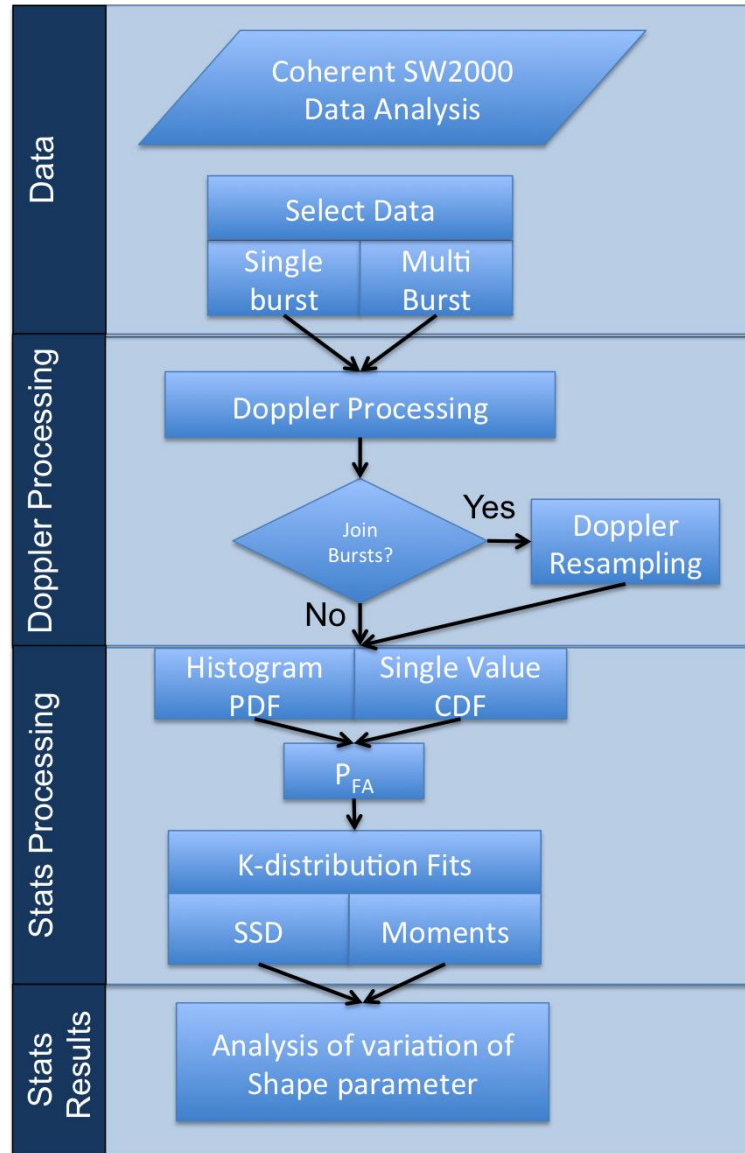 Data
Coherent SW2000
Data Analysis
Select Data
Single
burst
Multi
Burst
Doppler Processing
Doppler Processing
Join
Bursts?
Yes
Doppler
Resampling
No
Stats Processing
Histogram
PDF
Single Value
CDF
PFA
K-distribution Fits
SSD
Moments
Stats
Results
Analysis of variation of
Shape parameter